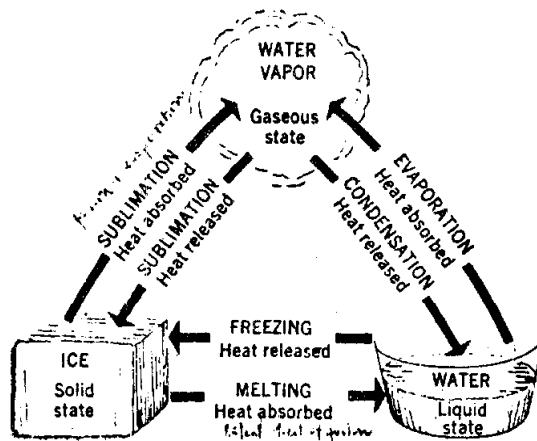 WATER
VAPOR
Gaseous
state
SUBLIMATION
Heat absorbed
SUBLIMATION
Heat released
CONDENSATION
Heat released
EVAPORATION
Heat absorbed
FREEZING
Heat released
ICE
Solid
state
MELTING
Heat absorbed
WATER
Liquid
state